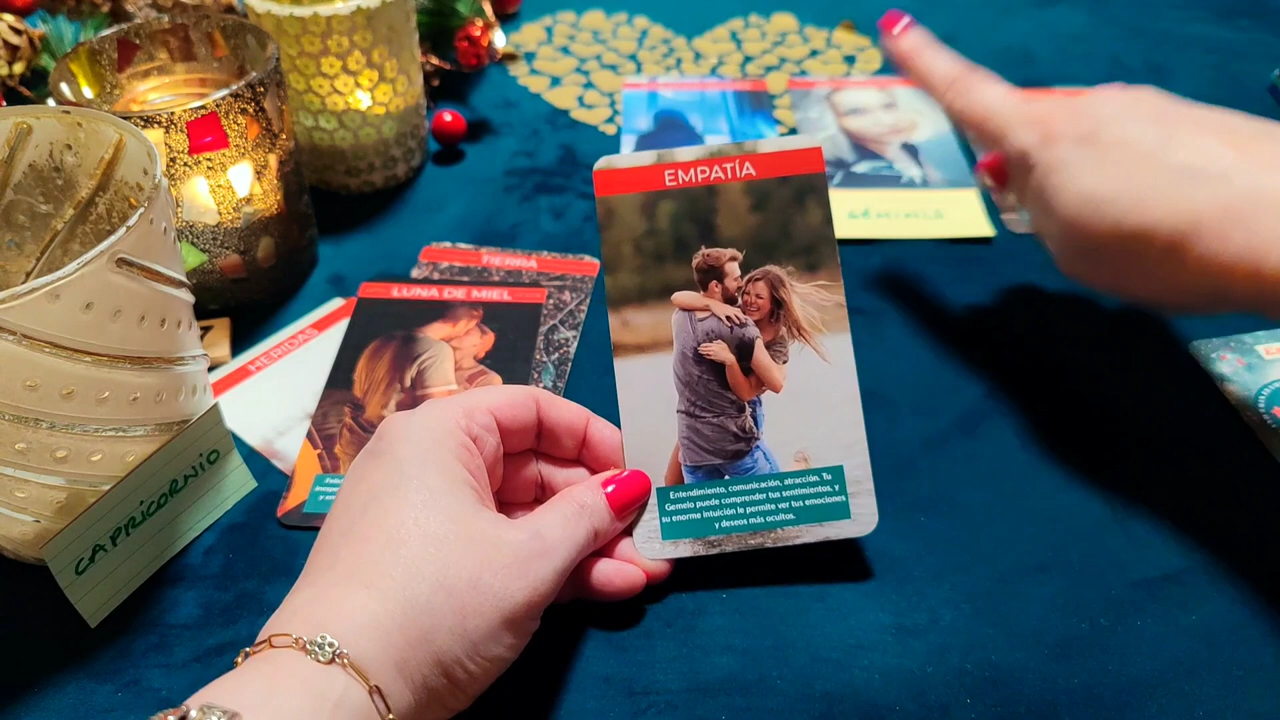 EMPATÍA
GÉMINIS
TIERRA
LUNA DE MIEL
HERIDAS
CAPRICORNIO
Entendimiento, comunicación, atracción. Tu
Gemelo puede comprender tus sentimientos, y
su enorme intuición le permite ver tus emociones
y deseos más ocultos.